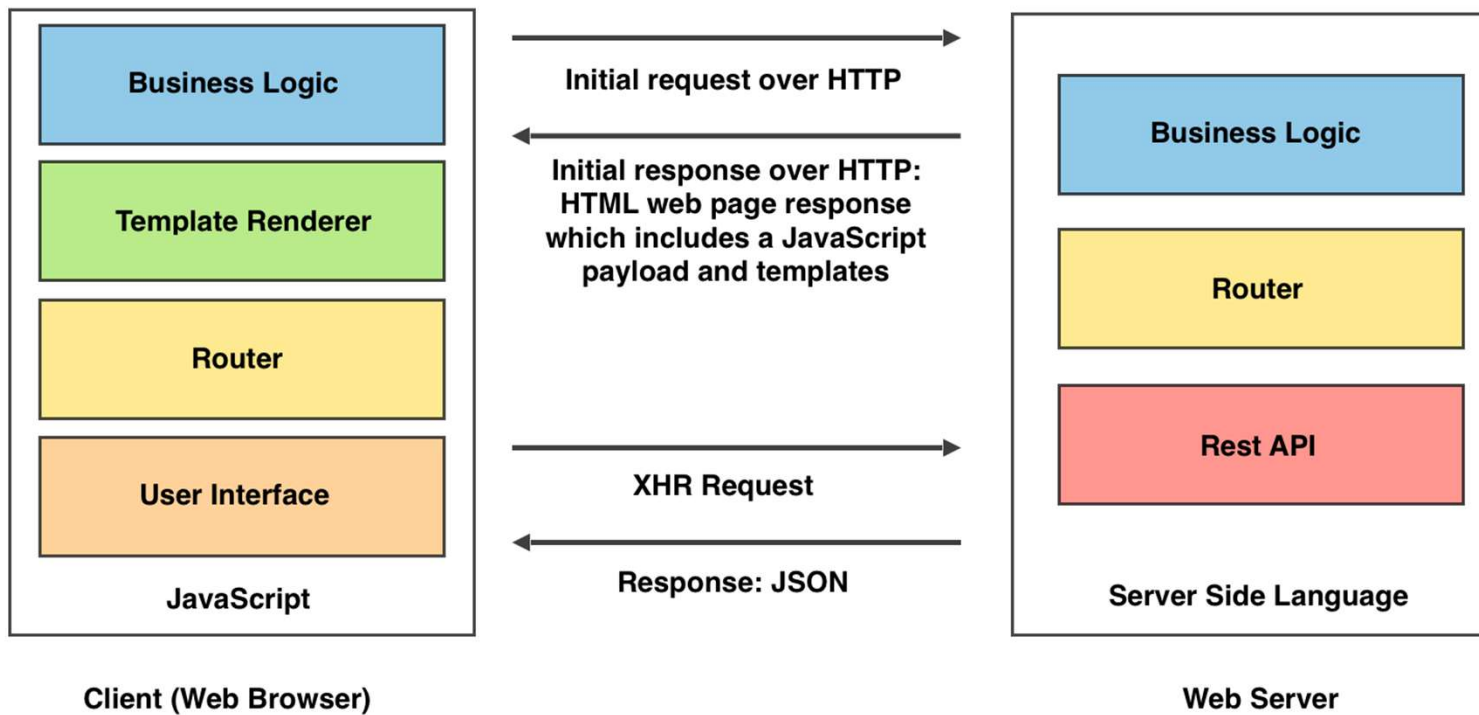 Business Logic
Template Renderer
Router
User Interface
JavaScript
Client (Web Browser)
Initial request over HTTP
Initial response over HTTP:
HTML web page response
which includes a JavaScript
payload and templates
XHR Request
Response: JSON
Business Logic
Router
Rest API
Server Side Language
Web Server